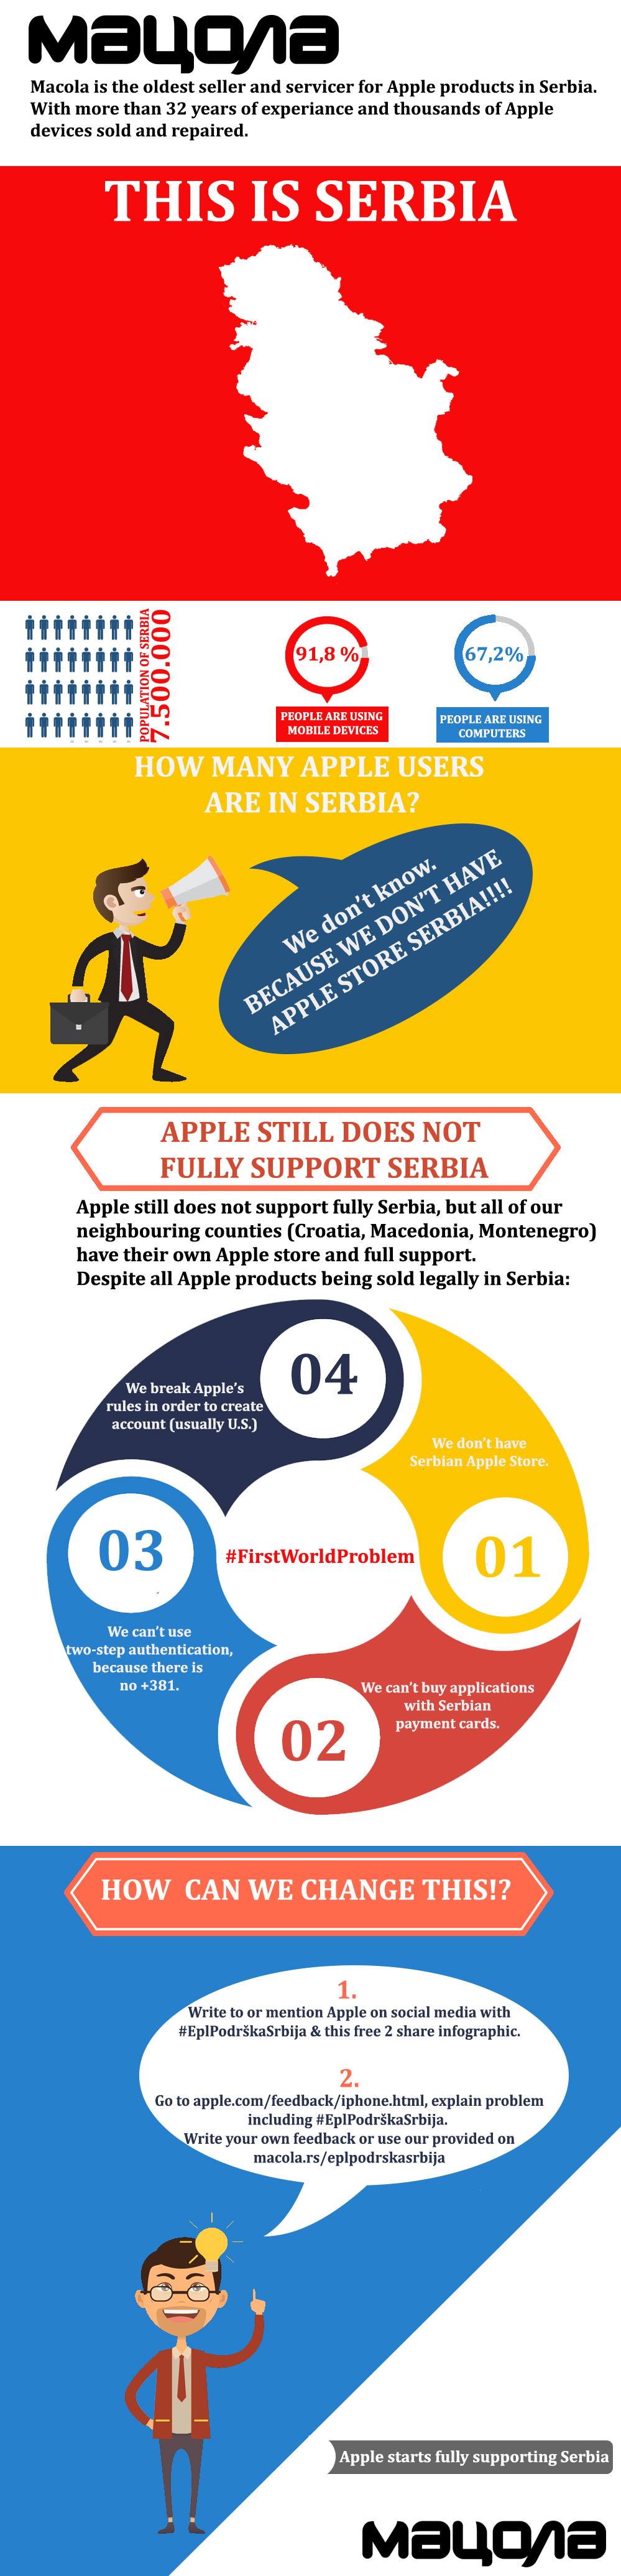 мацола
Macola is the oldest seller and servicer for Apple products in Serbia.
With more than 32 years of experiance and thousands of Apple
devices sold and repaired.
THIS IS SERBIA
POPULATION OF SERBIA
7.500.000
91,8 %
PEOPLE ARE USING
MOBILE DEVICES
67,2%
PEOPLE ARE USING
COMPUTERS
HOW MANY APPLE USERS
ARE IN SERBIA?
We don't know.
BECAUSE WE DON'T HAVE
APPLE STORE SERBIA!!!!
APPLE STILL DOES NOT
FULLY SUPPORT SERBIA
Apple still does not support fully Serbia, but all of our
neighbouring counties (Croatia, Macedonia, Montenegro)
have their own Apple store and full support.
Despite all Apple products being sold legally in Serbia:
04
We break Apple's
rules in order to create
account (usually U.S.)
We don't have
Serbian Apple Store.
01
#FirstWorldProblem
03
We can't use
two-step authentication,
because there is
no +381.
We can't buy applications
with Serbian
payment cards.
02
HOW CAN WE CHANGE THIS!?
1.
Write to or mention Apple on social media with
#EplPodrškaSrbija & this free 2 share infographic.
2.
Go to apple.com/feedback/iphone.html, explain problem
including #EplPodrškaSrbija.
Write your own feedback or use our provided on
macola.rs/eplpodrskasrbija
Apple starts fully supporting Serbia
мацола